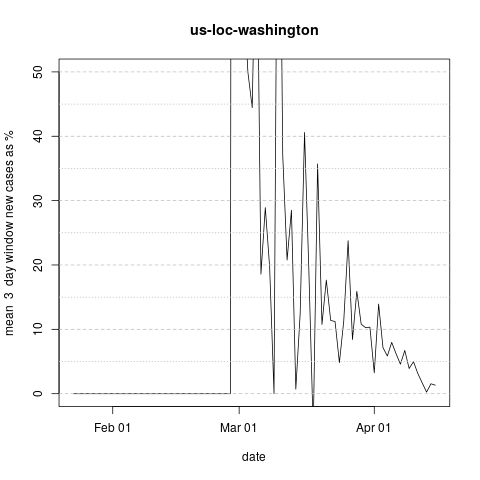 us-loc-washington
mean 3 day window new cases as %
50
40
30
20
10
0
Feb 01
Mar 01
Apr 01
date